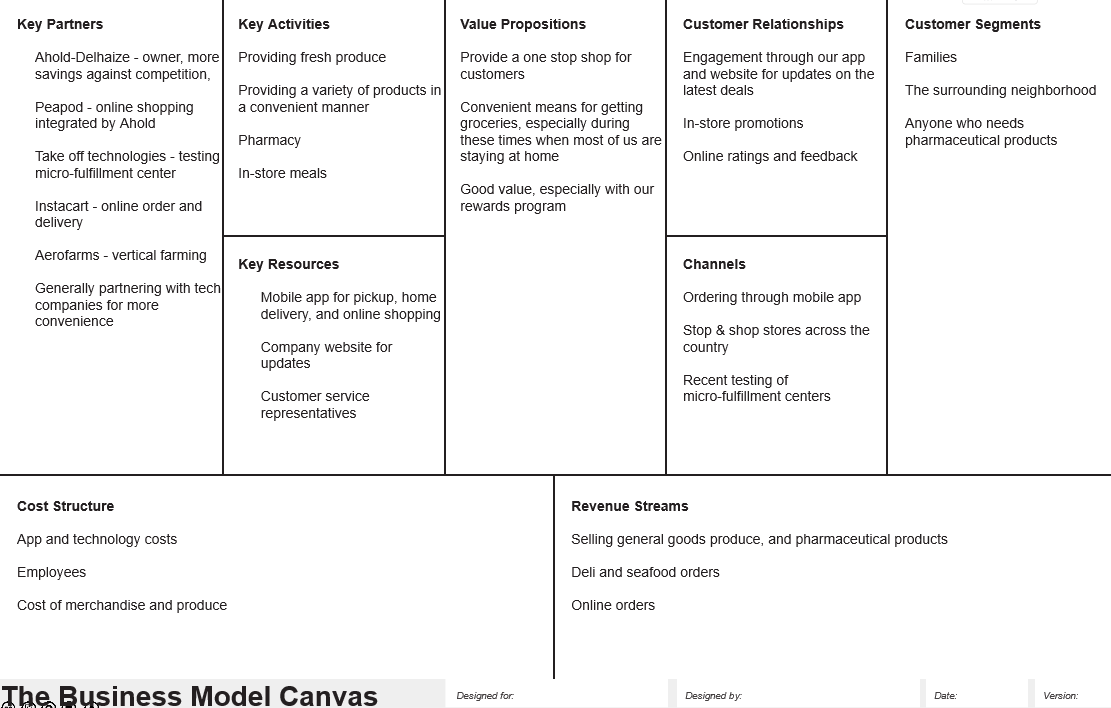 Key Partners
Ahold-Delhaize - owner, more
savings against competition,
Peapod - online shopping
integrated by Ahold
Take off technologies - testing
micro-fulfillment center
Instacart - online order and
delivery
Aerofarms - vertical farming
Generally partnering with tech
companies for more
convenience
Key Activities
Providing fresh produce
Providing a variety of products in
a convenient manner
Pharmacy
In-store meals
Key Resources
Mobile app for pickup, home
delivery, and online shopping
Company website for
updates
Customer service
representatives
Value Propositions
Provide a one stop shop for
customers
Convenient means for getting
groceries, especially during
these times when most of us are
staying at home
Good value, especially with our
rewards program
Customer Relationships
Engagement through our app
and website for updates on the
latest deals
In-store promotions
Online ratings and feedback
Channels
Ordering through mobile app
Stop & shop stores across the
country
Recent testing of
micro-fulfillment centers
Customer Segments
Families
The surrounding neighborhood
Anyone who needs
pharmaceutical products
Cost Structure
App and technology costs
Employees
Cost of merchandise and produce
Revenue Streams
Selling general goods produce, and pharmaceutical products
Deli and seafood orders
Online orders
The Business Model Canvas
Designed for:
Designed by:
Date:
Version: